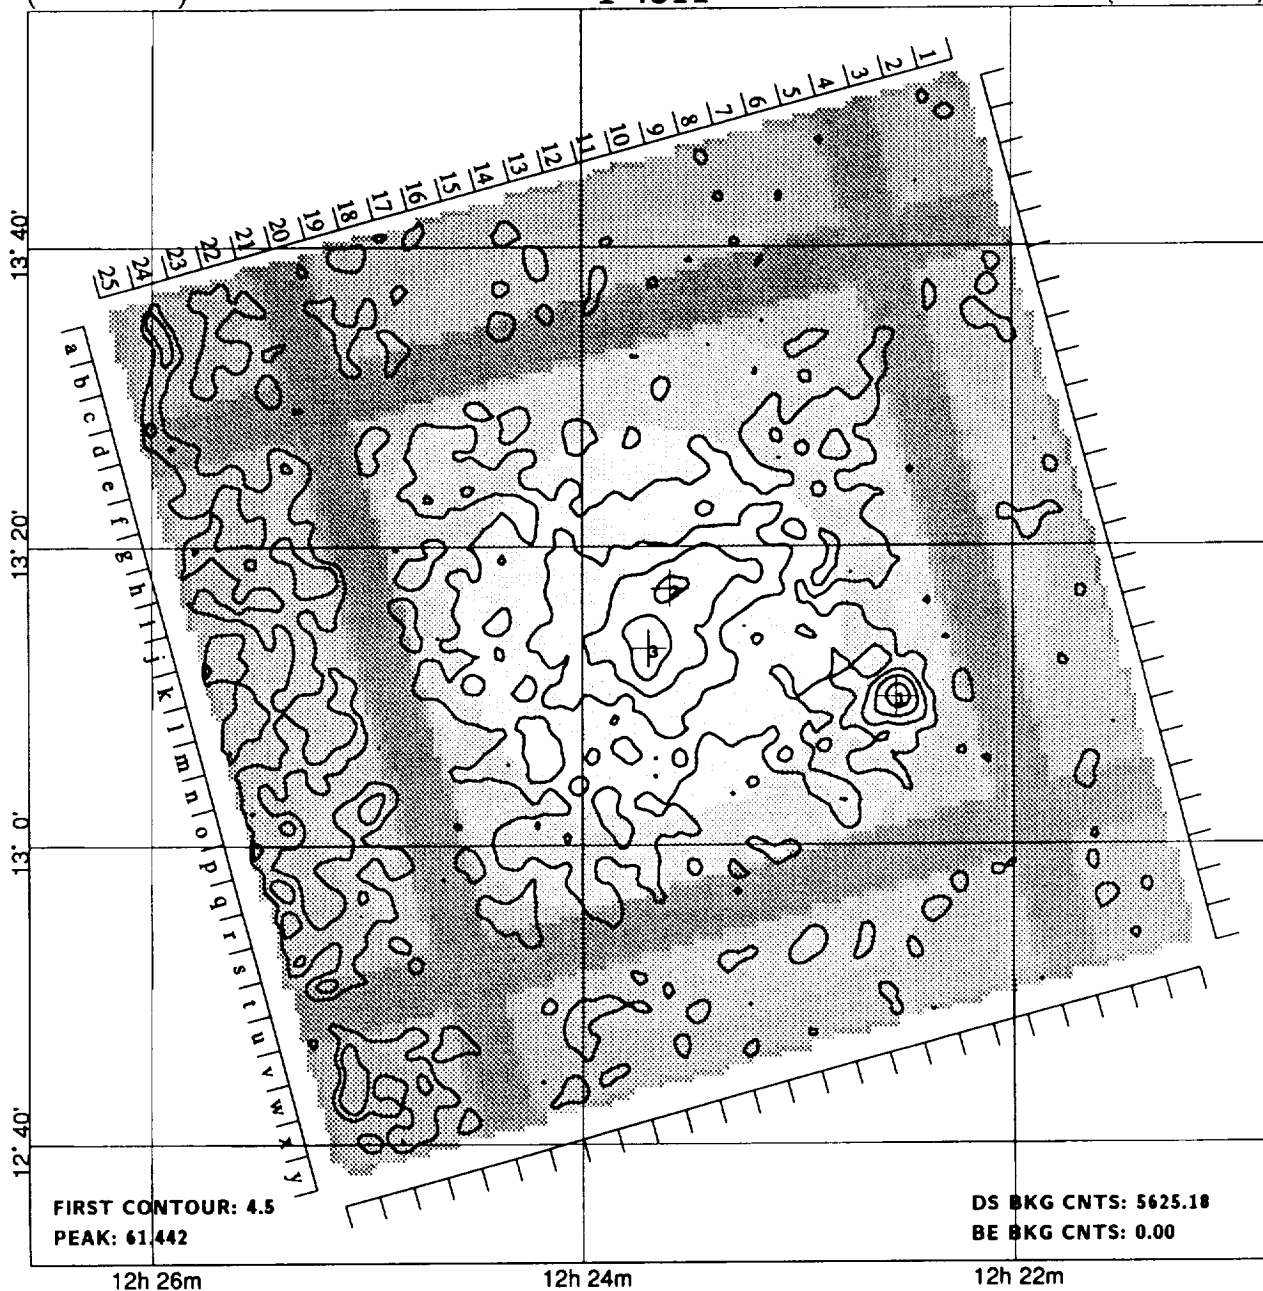 1 2 3 4 5 6 7 8 9 10 11 12 13 14 15 16 17 18 19 20 21 22 23 24 25
13° 40'
a b c d e f g h i j k l m n o p q r s t u v w x y
13° 20'
2
3
1
13° 0'
12° 40'
FIRST CONTOUR: 4.5
PEAK: 61.442
DS BKG CNTS: 5625.18
BE BKG CNTS: 0.00
12h 26m
12h 24m
12h 22m